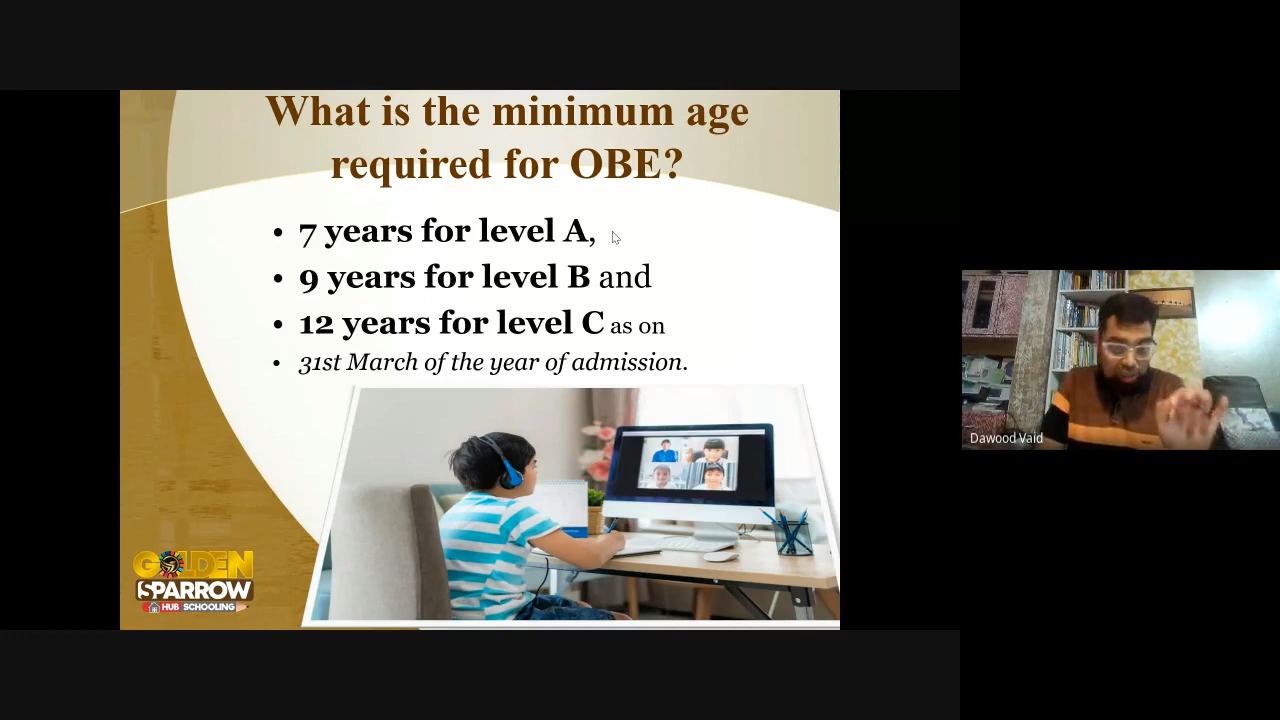 What is the minimum age
required for OBE?
• 7 years for level A,
• 9 years for level B and
• 12 years for level C as on
• 31st March of the year of admission.
GOLDEN
SPARROW
HUB SCHOOLING
Dawood Vaid